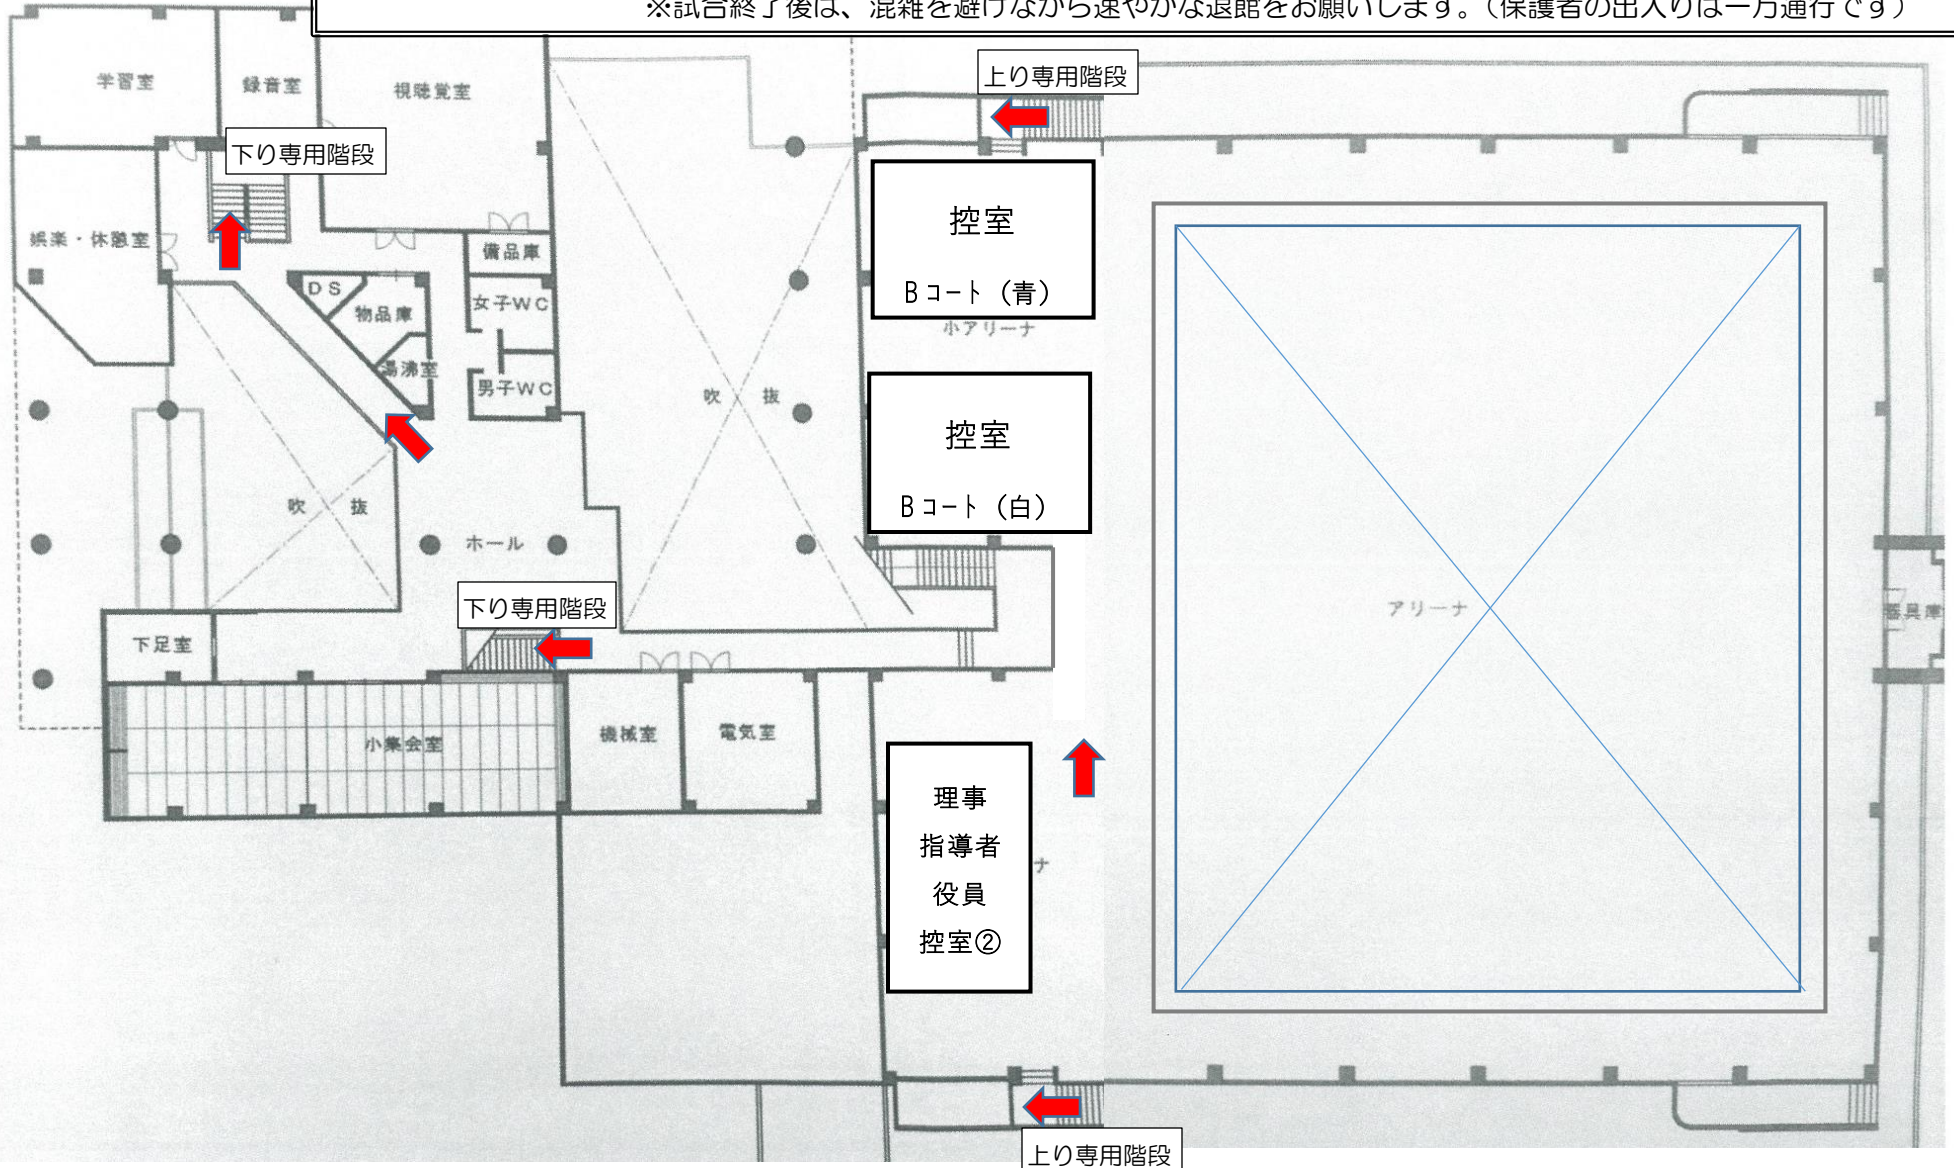 ※試合終了後は、混雑を避けながら速やかな退館をお願いします。（保護者の出入りは一方通行です）
上り専用階段
学習室
録音室
視聴覚室
下り専用階段
控室
Bコート（青）
小アリーナ
娯楽・休憩室
備品庫
DS
物品庫
女子WC
湯沸室
男子WC
吹 抜
控室
Bコート（白）
吹 抜
ホール
下り専用階段
アリーナ
器具庫
下足室
小集会室
機械室
電気室
理事
指導者
役員
控室②
ナ
上り専用階段